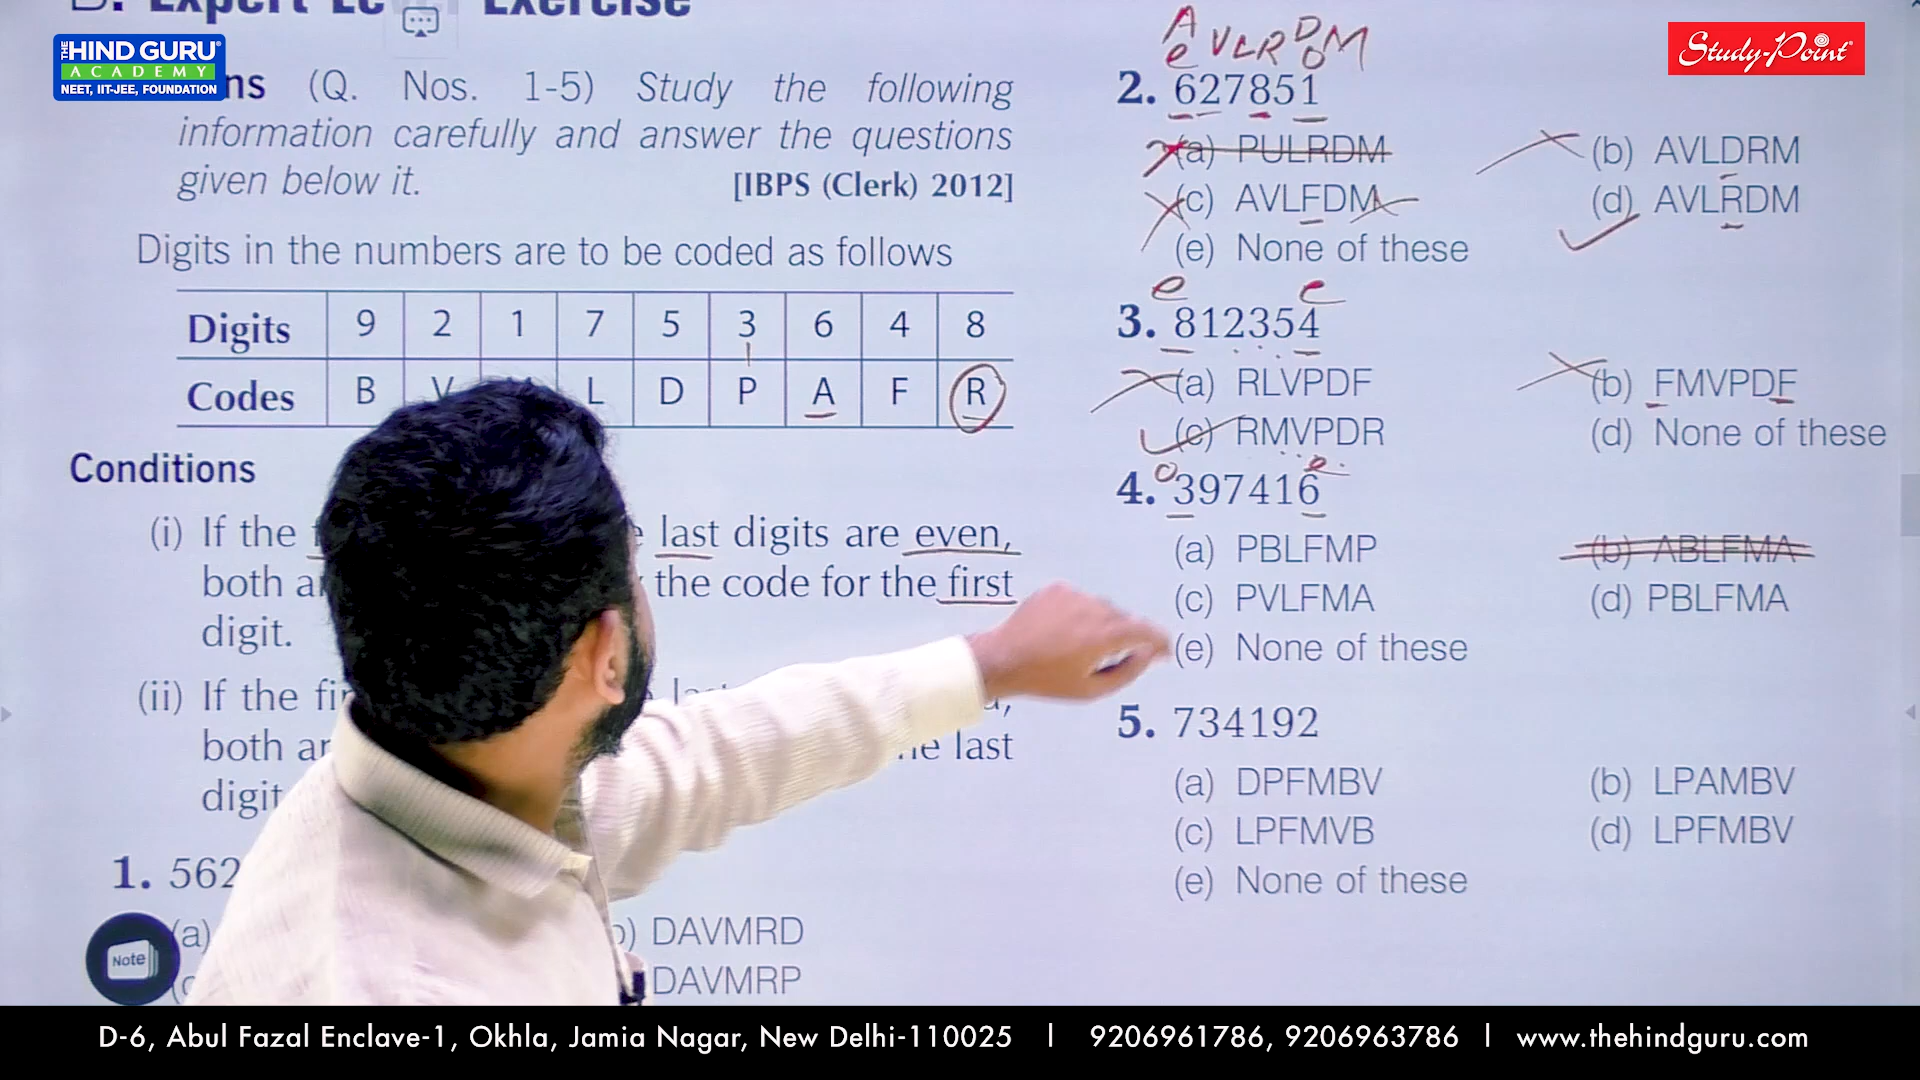 B. Expert Le Exercise
THE HIND GURU
ACADEMY
NEET, IIT-JEE, FOUNDATION
Study-Point
ns (Q. Nos. 1-5) Study the following
information carefully and answer the questions
given below it. [IBPS (Clerk) 2012]
Digits in the numbers are to be coded as follows
Digits 9 2 1 7 5 3 6 4 8
Codes B V L D P A F R
Conditions
(i) If the last digits are even,
both the code for the first
digit.
(ii) If the
both last
digit
1. 562
(a) DAVMRD
DAVMRP
Note
A V L R D M
e o
2. 627851
(a) PULRDM (b) AVLDRM
(c) AVLFDM (d) AVLRDM
(e) None of these
e e
3. 812354
(a) RLVPDF (b) FMVPDF
(c) RMVPDR (d) None of these
o e
4. 397416
(a) PBLFMP (b) ABLFMA
(c) PVLFMA (d) PBLFMA
(e) None of these
5. 734192
(a) DPFMBV (b) LPAMBV
(c) LPFMVB (d) LPFMBV
(e) None of these
D-6, Abul Fazal Enclave-1, Okhla, Jamia Nagar, New Delhi-110025 | 9206961786, 9206963786 | www.thehindguru.com